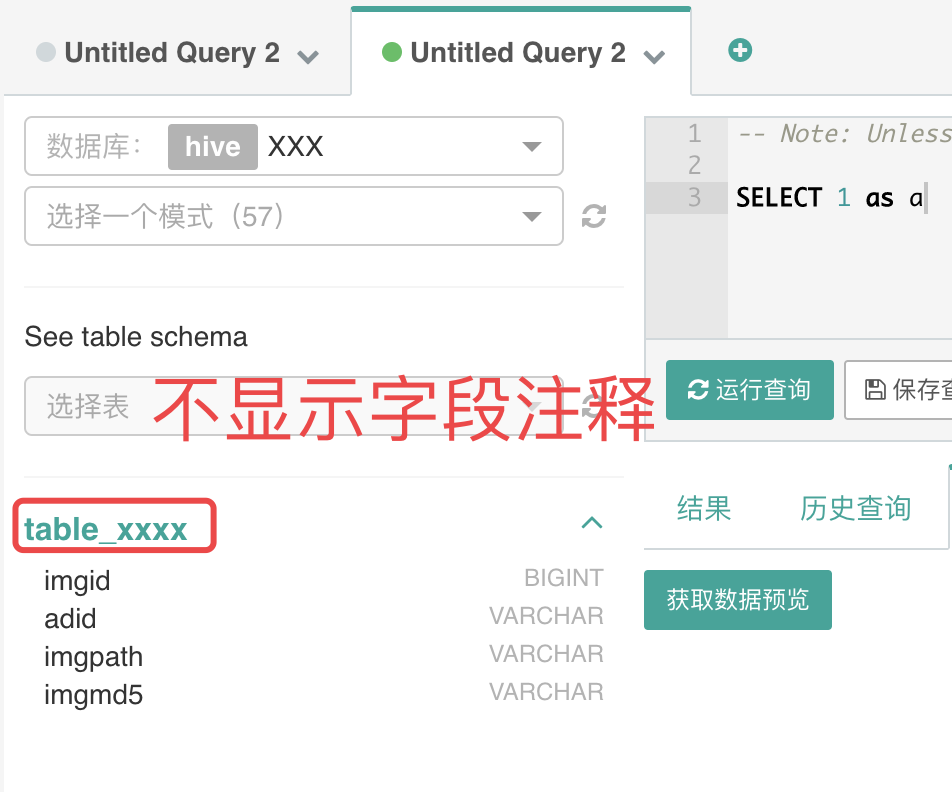 Untitled Query 2
Untitled Query 2
数据库： hive XXX
选择一个模式（57）
See table schema
选择表
不显示字段注释
table_xxxx
imgid BIGINT
adid VARCHAR
imgpath VARCHAR
imgmd5 VARCHAR
1 -- Note: Unless
2
3 SELECT 1 as a
运行查询
保存查
结果 历史查询
获取数据预览